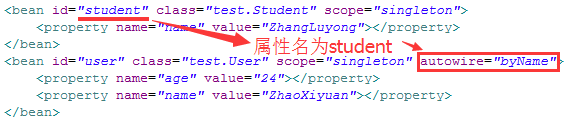 <bean id="student" class="test.Student" scope="singleton">
<property name="name" value="ZhangLuyong"></property>
</bean>
属性名为student
<bean id="user" class="test.User" scope="singleton" autowire="byName">
<property name="age" value="24"></property>
<property name="name" value="ZhaoXiyuan"></property>
</bean>